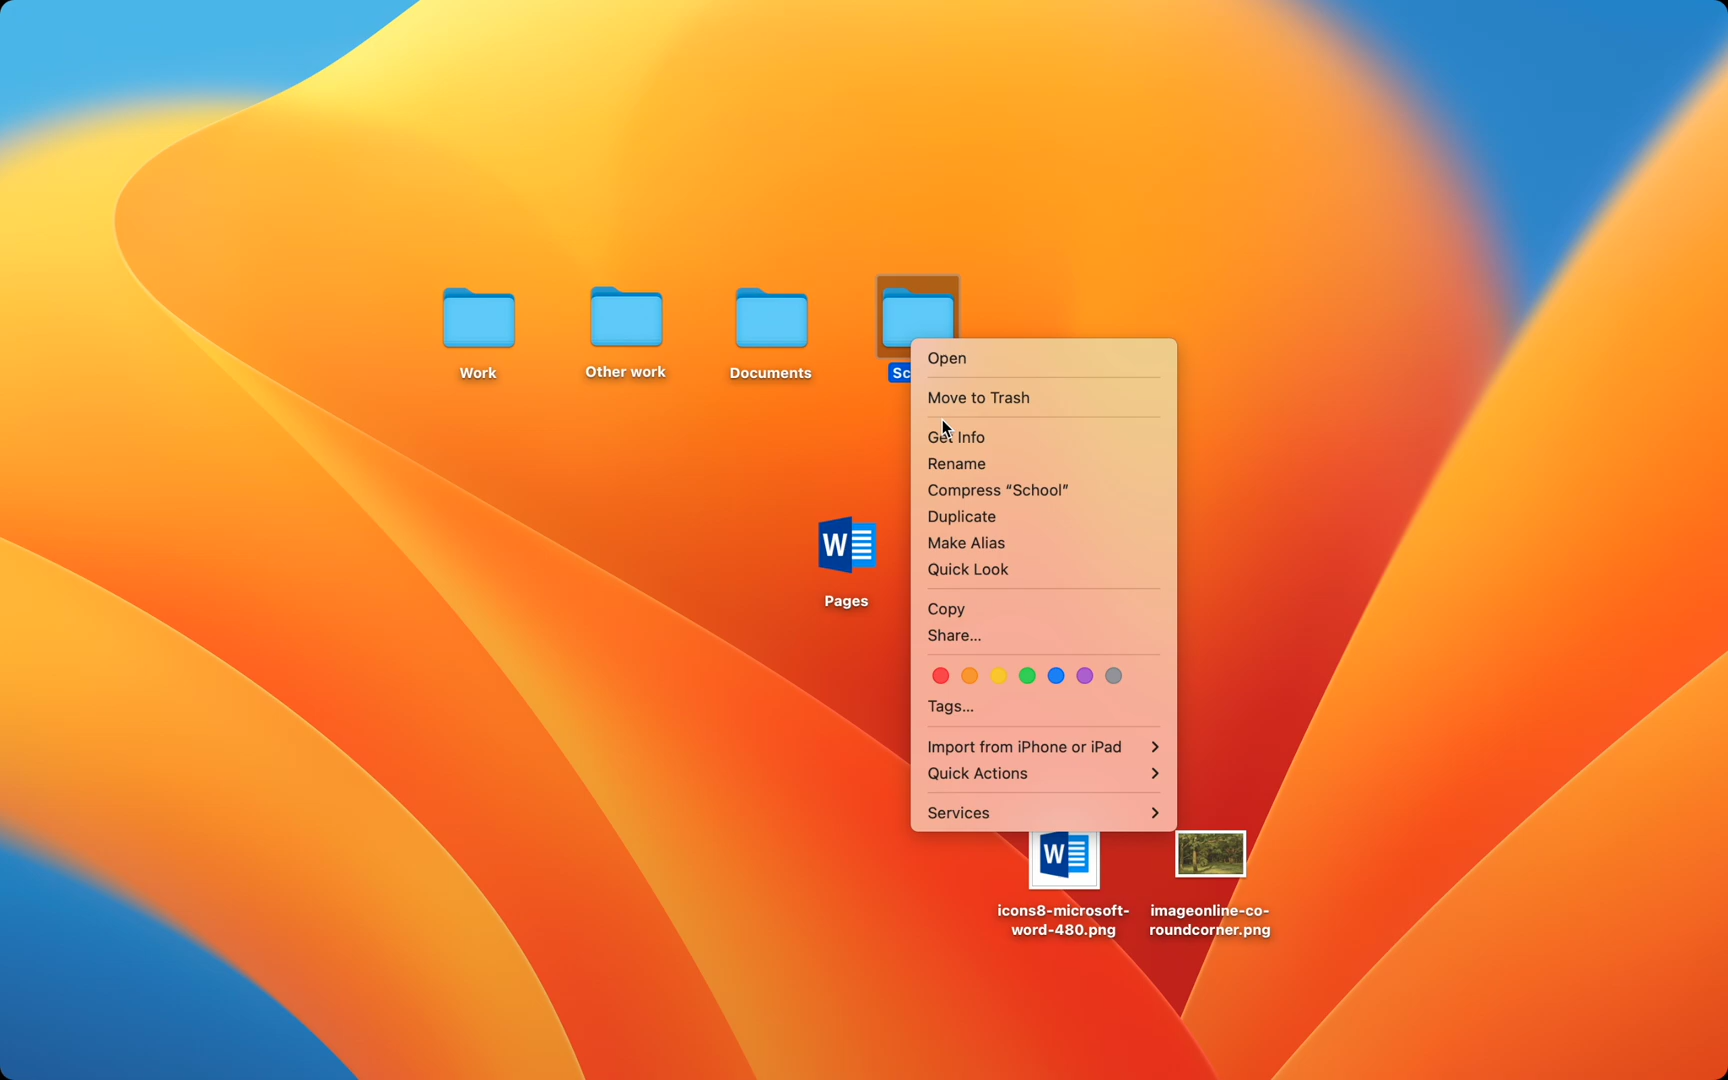 Work
Other work
Documents
Sc
Open
Move to Trash
Get Info
Rename
Compress “School”
Duplicate
Make Alias
Quick Look
Copy
Share...
Tags...
Import from iPhone or iPad
Quick Actions
Services
W
Pages
W
icons8-microsoft-
word-480.png
imageonline-co-
roundcorner.png